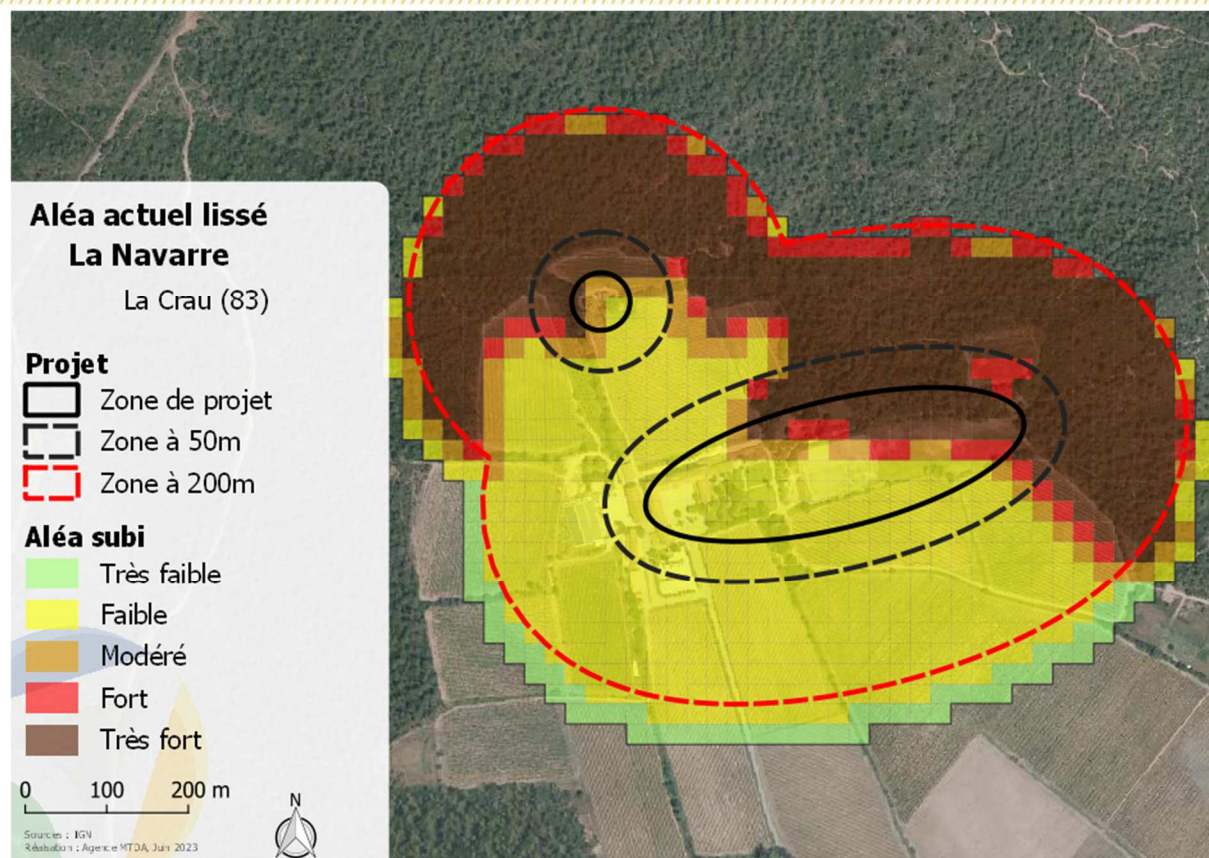 Aléa actuel lissé
La Navarre
La Crau (83)
Projet
Zone de projet
Zone à 50m
Zone à 200m
Aléa subi
Très faible
Faible
Modéré
Fort
Très fort
0 100 200 m
N
Sources : IGN
Réalisation : Agence MTDA, Juin 2023